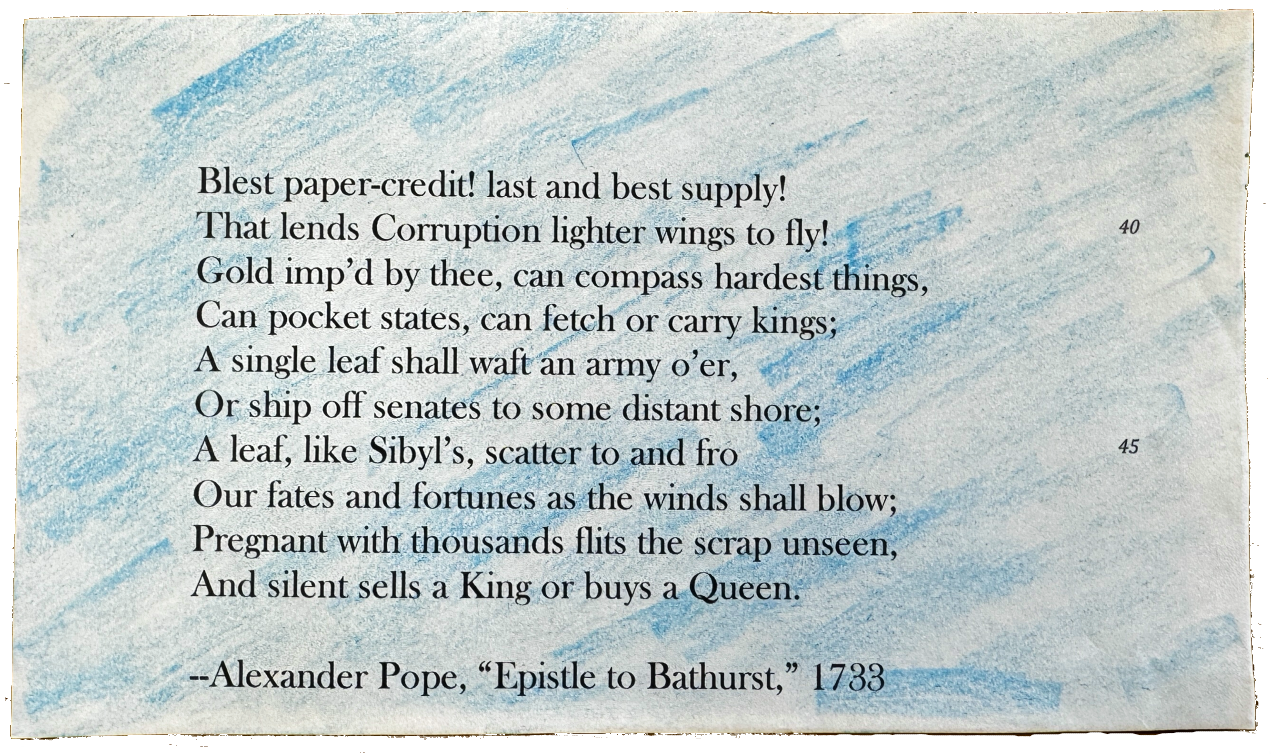 Blest paper-credit! last and best supply!
That lends Corruption lighter wings to fly! 40
Gold imp’d by thee, can compass hardest things,
Can pocket states, can fetch or carry kings;
A single leaf shall waft an army o’er,
Or ship off senates to some distant shore;
A leaf, like Sibyl’s, scatter to and fro 45
Our fates and fortunes as the winds shall blow;
Pregnant with thousands flits the scrap unseen,
And silent sells a King or buys a Queen.
--Alexander Pope, “Epistle to Bathurst,” 1733